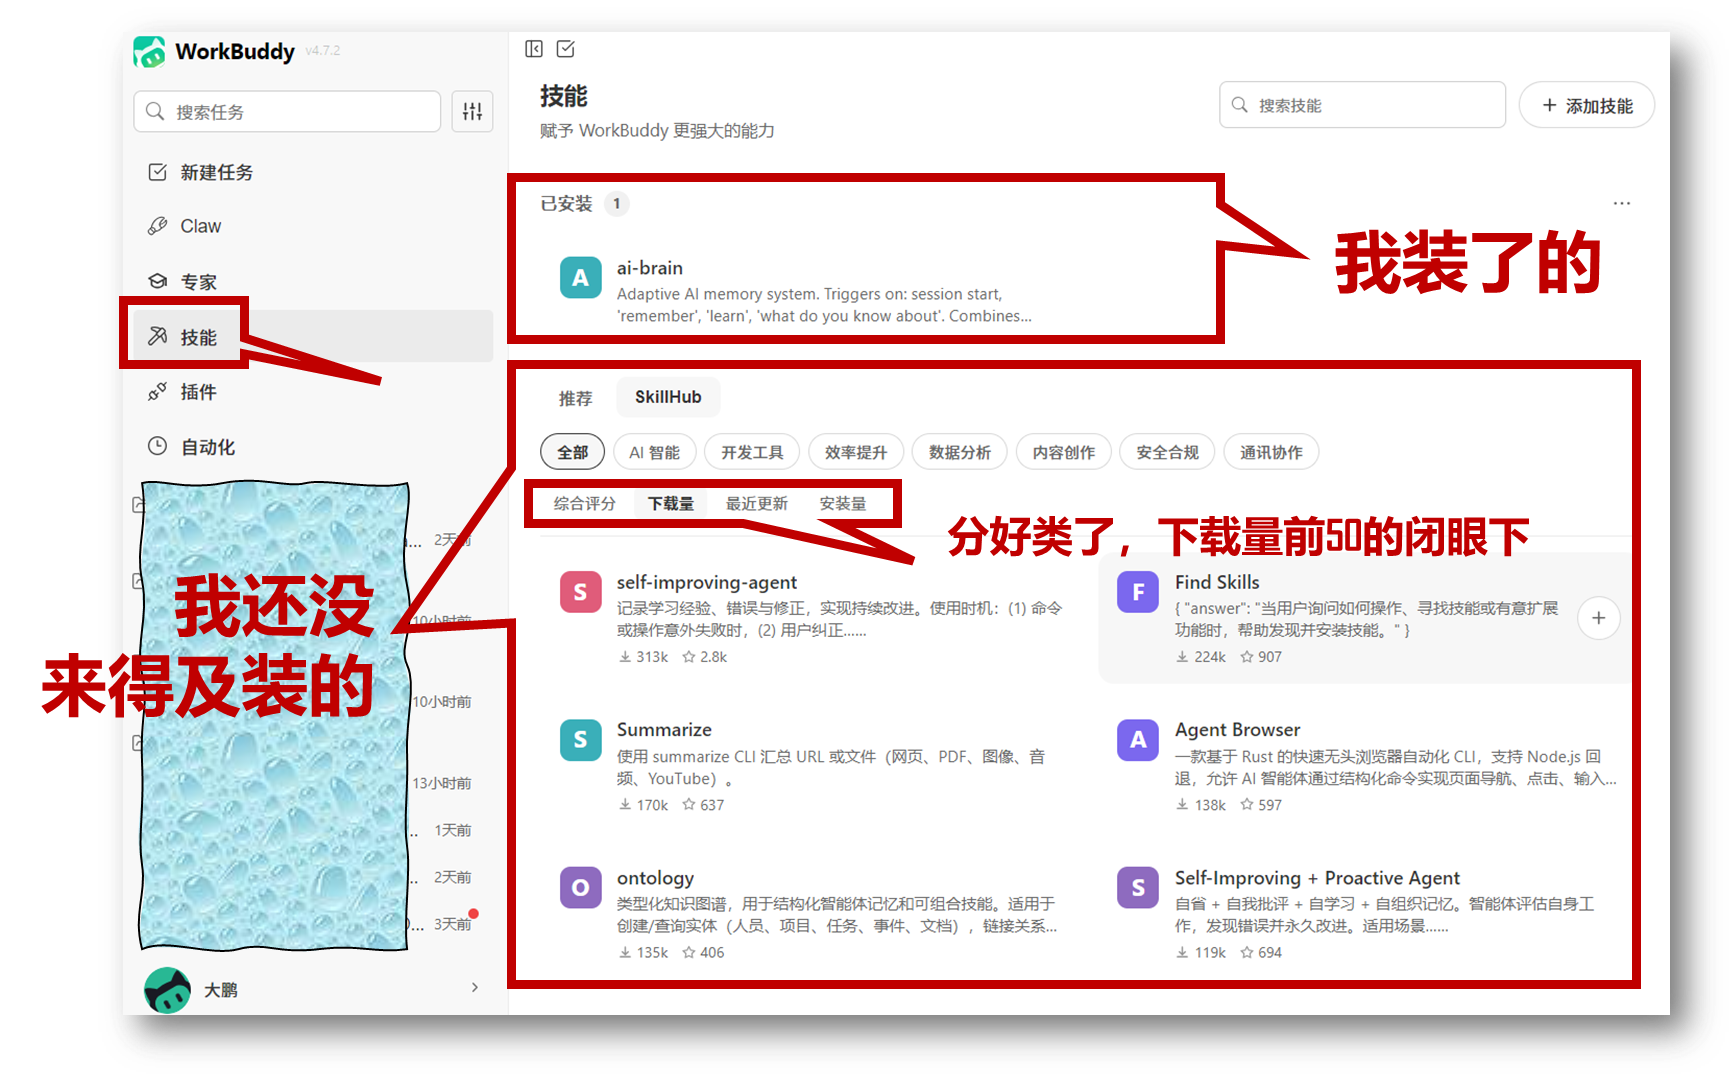 WorkBuddy v4.7.2
搜索任务
新建任务
Claw
专家
技能
插件
自动化
... 2天前
10小时前
10小时前
13小时前
.. 1天前
.. 2天前
... 3天前
大鹏
技能
赋予 WorkBuddy 更强大的能力
搜索技能
+ 添加技能
已安装 1
...
A
ai-brain
Adaptive AI memory system. Triggers on: session start,
'remember', 'learn', 'what do you know about'. Combines...
我装了的
推荐 SkillHub
全部 AI 智能 开发工具 效率提升 数据分析 内容创作 安全合规 通讯协作
综合评分 下载量 最近更新 安装量
分好类了，下载量前50的闭眼下
我还没
来得及装的
S
self-improving-agent
记录学习经验、错误与修正，实现持续改进。使用时机：(1) 命令
或操作意外失败时，(2) 用户纠正......
313k 2.8k
F
Find Skills
{ "answer": "当用户询问如何操作、寻找技能或有意扩展
功能时，帮助发现并安装技能。" }
224k 907
+
S
Summarize
使用 summarize CLI 汇总 URL 或文件（网页、PDF、图像、音
频、YouTube）。
170k 637
A
Agent Browser
一款基于 Rust 的快速无头浏览器自动化 CLI，支持 Node.js 回
退，允许 AI 智能体通过结构化命令实现页面导航、点击、输入...
138k 597
O
ontology
类型化知识图谱，用于结构化智能体记忆和可组合技能。适用于
创建/查询实体（人员、项目、任务、事件、文档），链接关系...
135k 406
S
Self-Improving + Proactive Agent
自省 + 自我批评 + 自学习 + 自组织记忆。智能体评估自身工
作，发现错误并永久改进。适用场景......
119k 694